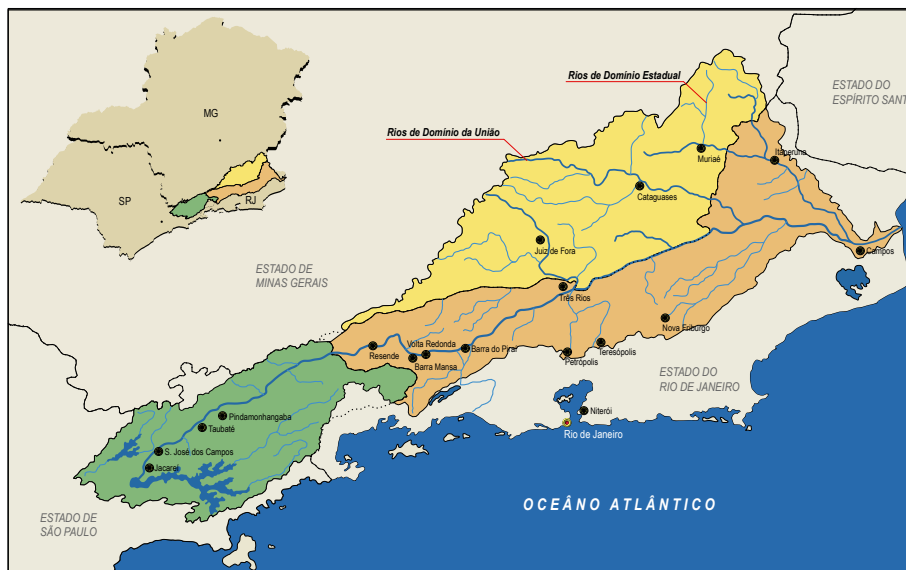 MG
SP
RJ
Rios de Domínio Estadual
Rios de Domínio da União
ESTADO DO
ESPÍRITO SANT
Muriaé
Itaperuna
Cataguases
Juiz de Fora
Campos
ESTADO DE
MINAS GERAIS
Três Rios
Nova Friburgo
Volta Redonda
Resende
Barra do Piraí
Barra Mansa
Teresópolis
Petrópolis
ESTADO DO
RIO DE JANEIRO
Niterói
Rio de Janeiro
Pindamonhangaba
Taubaté
S. José dos Campos
Jacareí
OCEÂNO ATLÂNTICO
ESTADO DE
SÃO PAULO